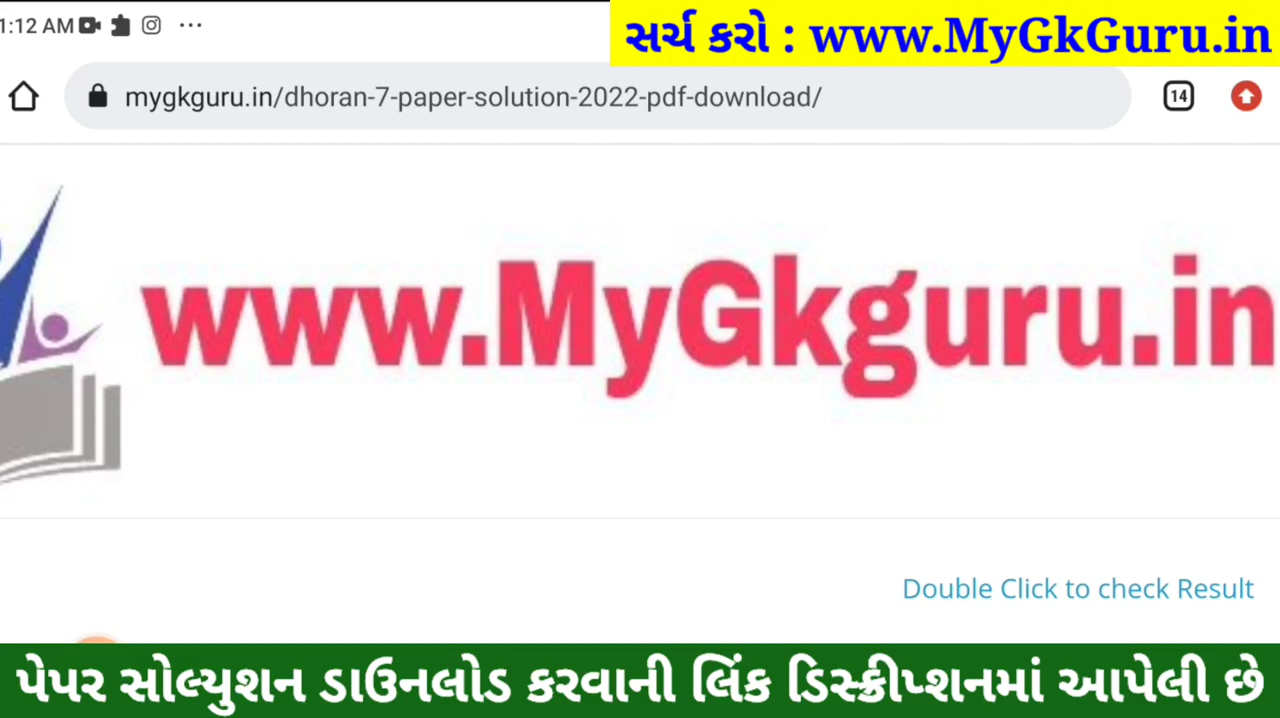 1:12 AM
સર્ચ કરો : www.MyGkGuru.in
mygkguru.in/dhoran-7-paper-solution-2022-pdf-download/
14
www.MyGkguru.in
Double Click to check Result
પેપર સોલ્યુશન ડાઉનલોડ કરવાની લિંક ડિસ્ક્રીપ્શનમાં આપેલી છે